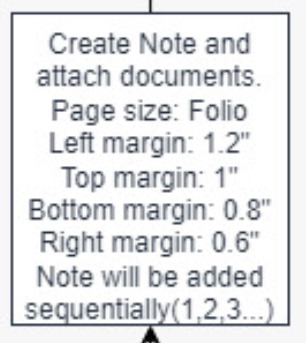 Create Note and
attach documents.
Page size: Folio
Left margin: 1.2"
Top margin: 1"
Bottom margin: 0.8"
Right margin: 0.6"
Note will be added
sequentially(1,2,3...)